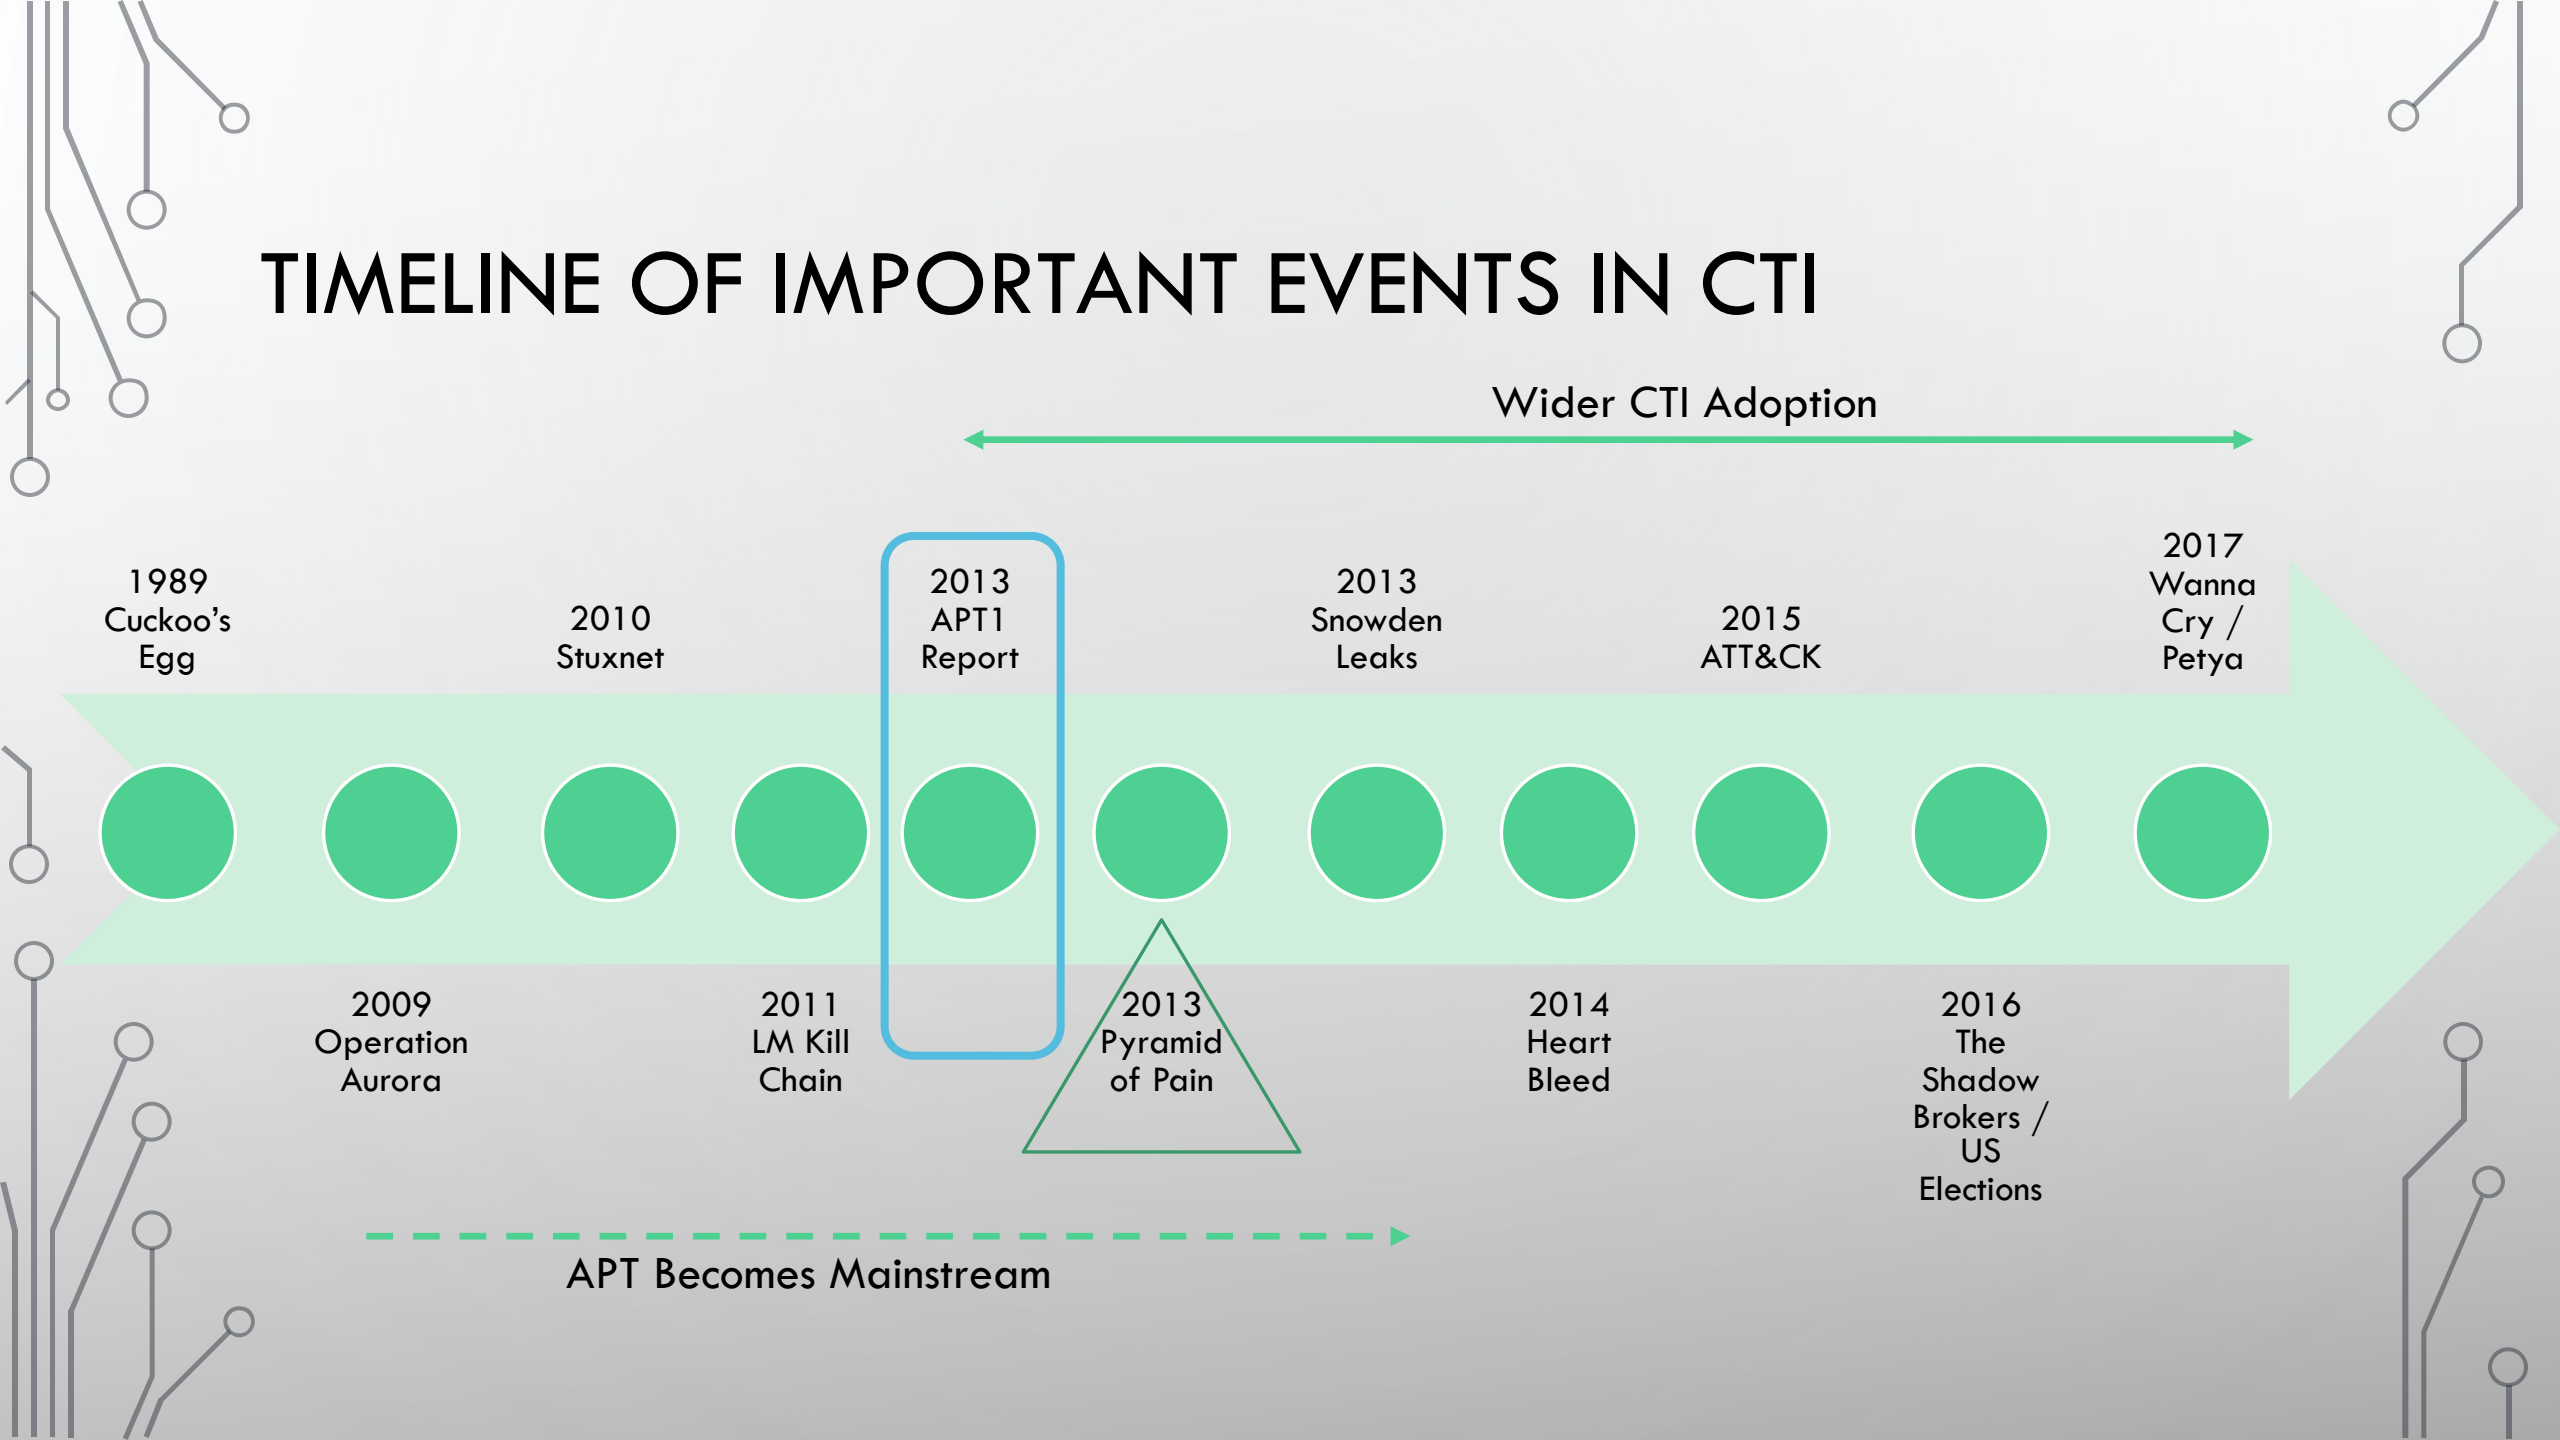 TIMELINE OF IMPORTANT EVENTS IN CTI
Wider CTI Adoption
1989
Cuckoo’s
Egg
2009
Operation
Aurora
2010
Stuxnet
2011
LM Kill
Chain
2013
APT1
Report
2013
Pyramid
of Pain
2013
Snowden
Leaks
2014
Heart
Bleed
2015
ATT&CK
2016
The
Shadow
Brokers /
US
Elections
2017
Wanna
Cry /
Petya
APT Becomes Mainstream